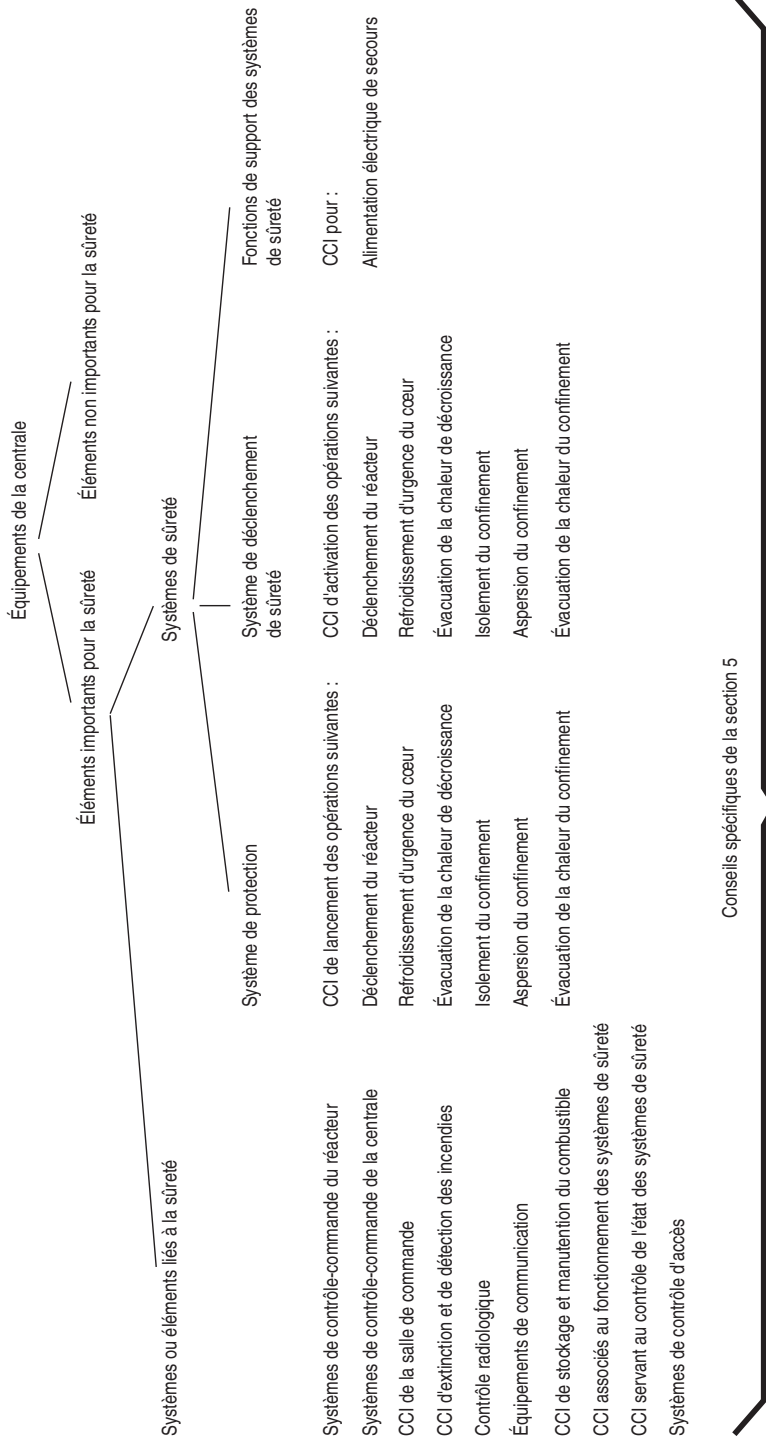 Équipements de la centrale
Éléments importants pour la sûreté
Éléments non importants pour la sûreté
Systèmes ou éléments liés à la sûreté
Systèmes de sûreté
Système de protection
Système de déclenchement
de sûreté
Fonctions de support des systèmes
de sûreté
Systèmes de contrôle-commande du réacteur
Systèmes de contrôle-commande de la centrale
CCI de la salle de commande
CCI d'extinction et de détection des incendies
Contrôle radiologique
Équipements de communication
CCI de stockage et manutention du combustible
CCI associés au fonctionnement des systèmes de sûreté
CCI servant au contrôle de l'état des systèmes de sûreté
Systèmes de contrôle d'accès
CCI de lancement des opérations suivantes :
Déclenchement du réacteur
Refroidissement d'urgence du cœur
Évacuation de la chaleur de décroissance
Isolement du confinement
Aspersion du confinement
Évacuation de la chaleur du confinement
CCI d'activation des opérations suivantes :
Déclenchement du réacteur
Refroidissement d'urgence du cœur
Évacuation de la chaleur de décroissance
Isolement du confinement
Aspersion du confinement
Évacuation de la chaleur du confinement
CCI pour :
Alimentation électrique de secours
Conseils spécifiques de la section 5